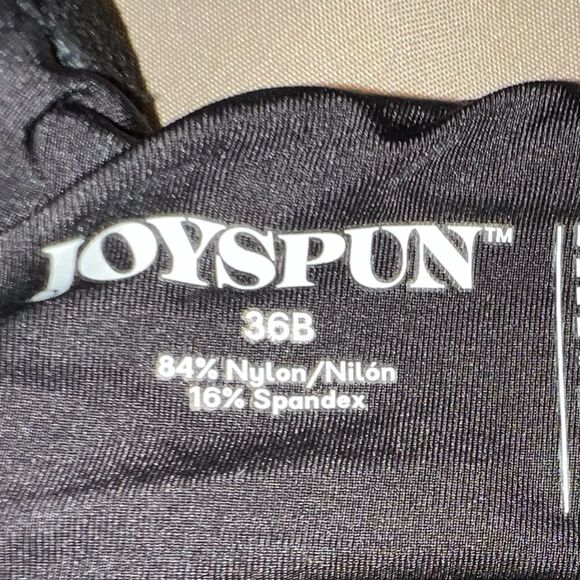 JOYSPUN™
36B
84% Nylon/Nilón
16% Spandex